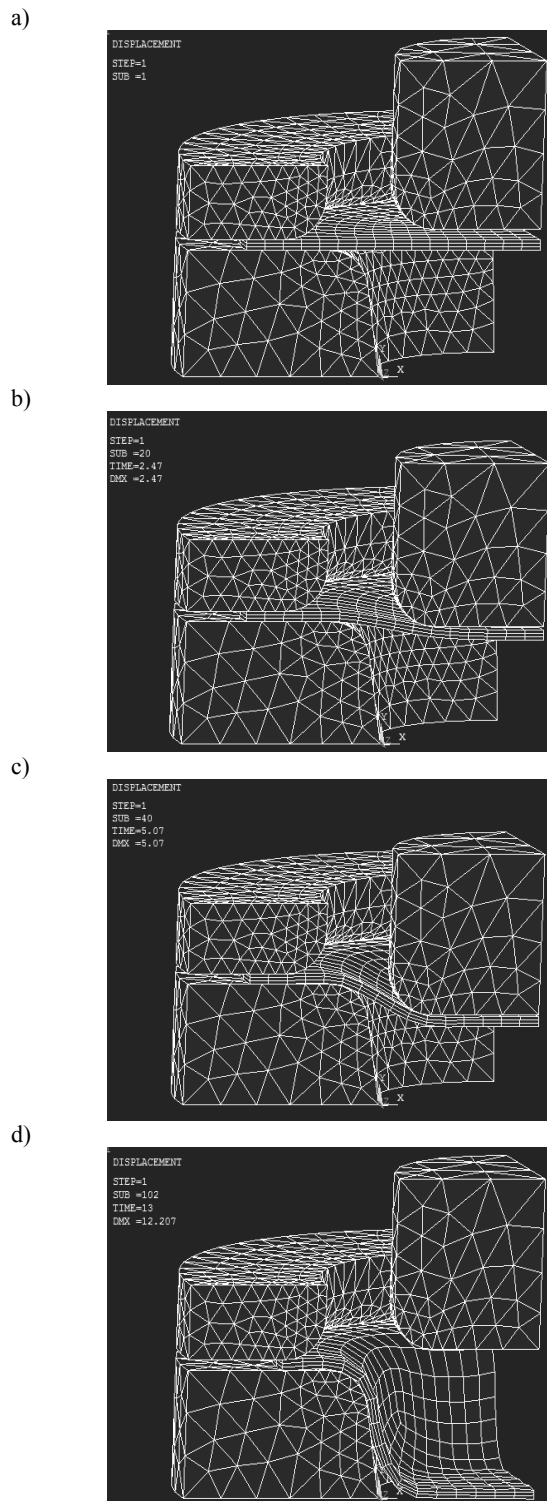 a)
DISPLACEMENT
STEP=1
SUB =1
Y
Z X
b)
DISPLACEMENT
STEP=1
SUB =20
TIME=2.47
DMX =2.47
Y
Z X
c)
DISPLACEMENT
STEP=1
SUB =40
TIME=5.07
DMX =5.07
Y
Z X
d)
DISPLACEMENT
STEP=1
SUB =102
TIME=13
DMX =12.207
X